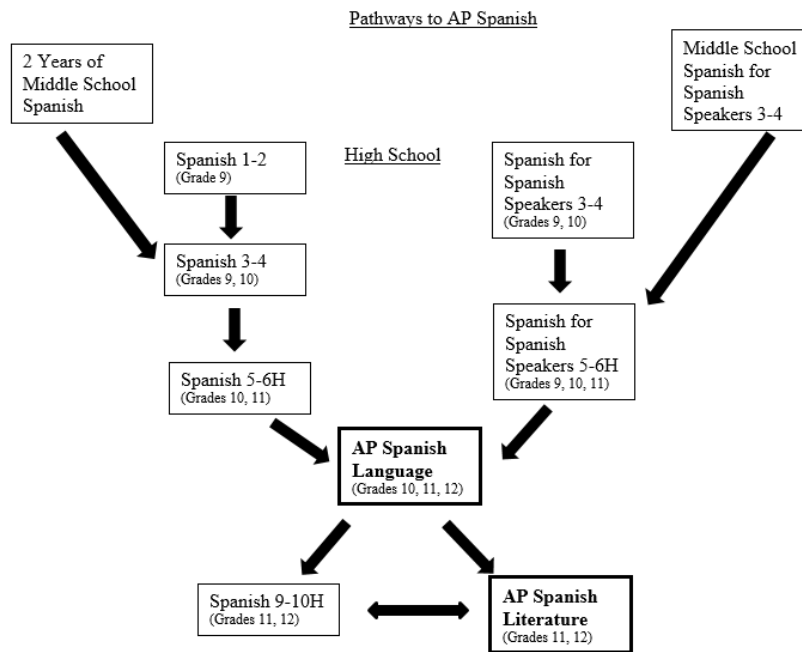 Pathways to AP Spanish
2 Years of
Middle School
Spanish
Middle School
Spanish for
Spanish
Speakers 3-4
High School
Spanish 1-2
(Grade 9)
Spanish for
Spanish
Speakers 3-4
(Grades 9, 10)
Spanish 3-4
(Grades 9, 10)
Spanish for
Spanish
Speakers 5-6H
(Grades 9, 10, 11)
Spanish 5-6H
(Grades 10, 11)
AP Spanish
Language
(Grades 10, 11, 12)
Spanish 9-10H
(Grades 11, 12)
AP Spanish
Literature
(Grades 11, 12)